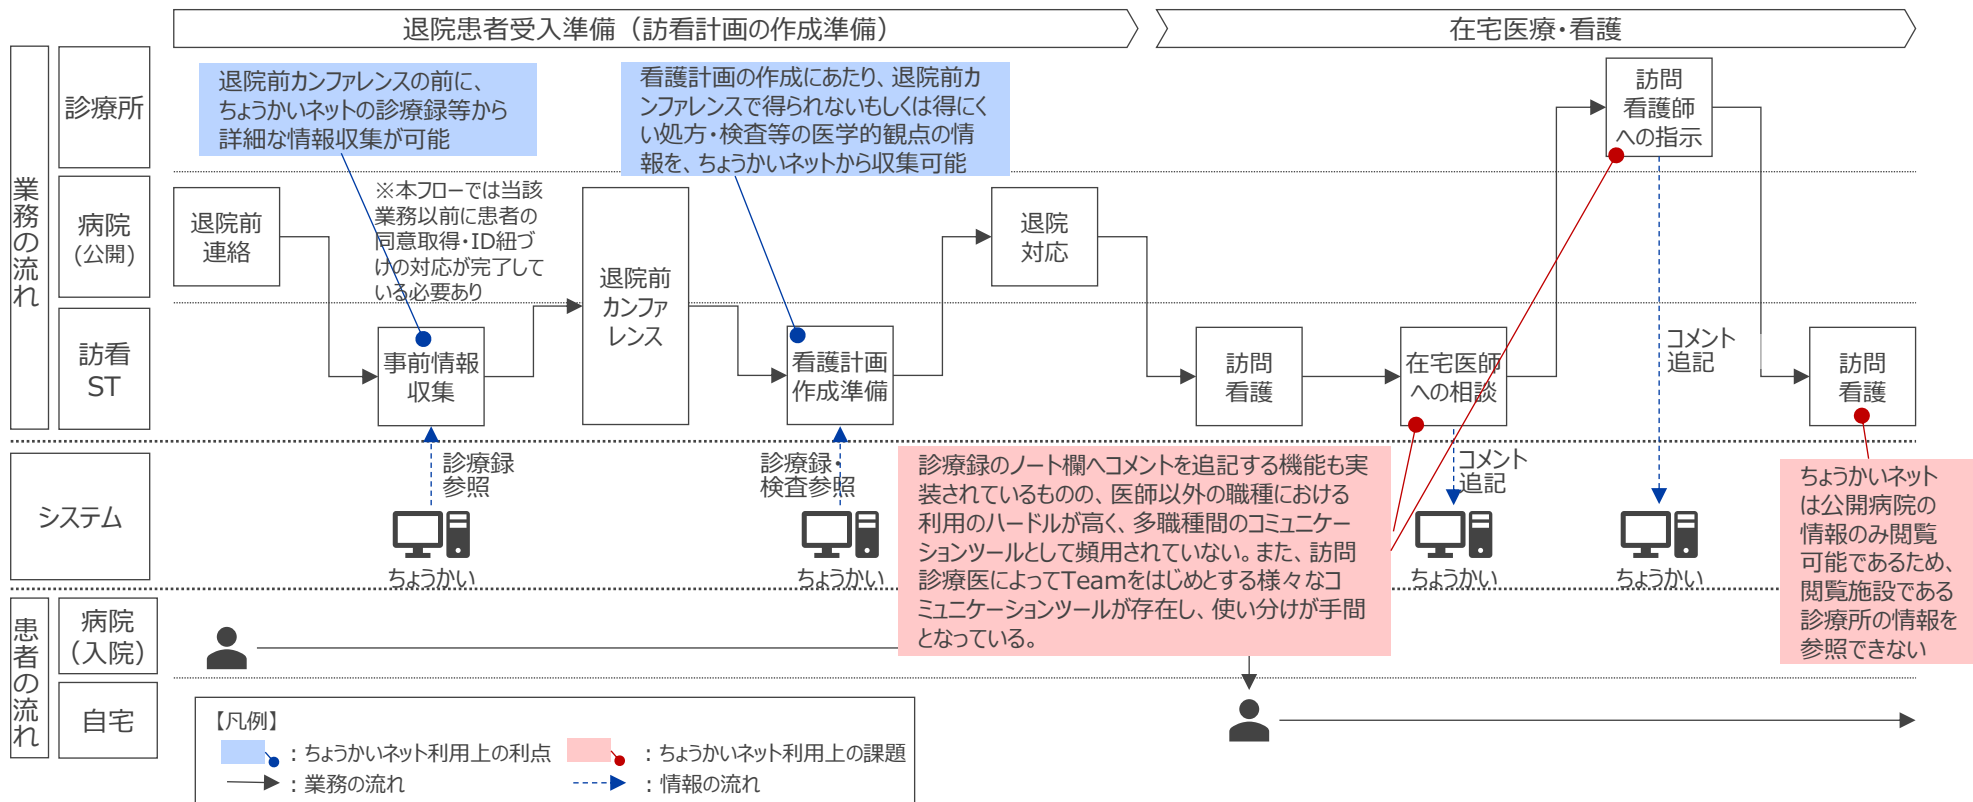 退院患者受入準備（訪看計画の作成準備）
在宅医療・看護
業務の流れ
診療所
病院
(公開)
訪看
ST
システム
患者の流れ
病院
（入院）
自宅
退院前カンファレンスの前に、
ちょうかいネットの診療録等から
詳細な情報収集が可能
看護計画の作成にあたり、退院前カ
ンファレンスで得られないもしくは得にく
い処方・検査等の医学的観点の情
報を、ちょうかいネットから収集可能
※本フローでは当該
業務以前に患者の
同意取得・ID紐づ
けの対応が完了して
いる必要あり
退院前
連絡
事前情報
収集
退院前
カンファ
レンス
看護計画
作成準備
退院
対応
訪問
看護
在宅医師
への相談
訪問
看護師
への指示
訪問
看護
診療録
参照
診療録・
検査参照
コメント
追記
コメント
追記
ちょうかい
ちょうかい
ちょうかい
ちょうかい
診療録のノート欄へコメントを追記する機能も実
装されているものの、医師以外の職種における
利用のハードルが高く、多職種間のコミュニケー
ションツールとして頻用されていない。また、訪問
診療医によってTeamをはじめとする様々なコ
ミュニケーションツールが存在し、使い分けが手間
となっている。
ちょうかいネット
は公開病院の
情報のみ閲覧
可能であるため、
閲覧施設である
診療所の情報を
参照できない
【凡例】
：ちょうかいネット利用上の利点
：ちょうかいネット利用上の課題
：業務の流れ
：情報の流れ